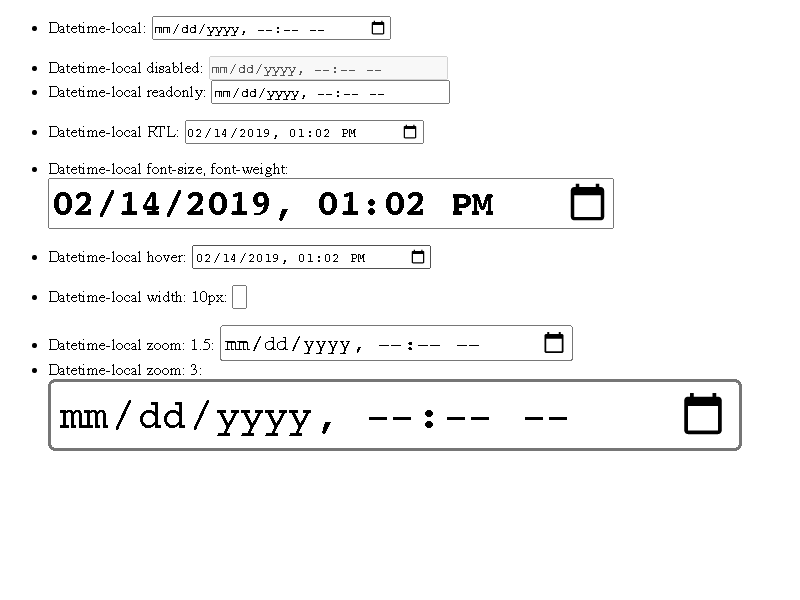 Datetime-local: mm/dd/yyyy, --:-- --
Datetime-local disabled: mm/dd/yyyy, --:-- --
Datetime-local readonly: mm/dd/yyyy, --:-- --
Datetime-local RTL: 02/14/2019, 01:02 PM
Datetime-local font-size, font-weight:
02/14/2019, 01:02 PM
Datetime-local hover: 02/14/2019, 01:02 PM
Datetime-local width: 10px:
Datetime-local zoom: 1.5: mm/dd/yyyy, --:-- --
Datetime-local zoom: 3:
mm/dd/yyyy, --:-- --